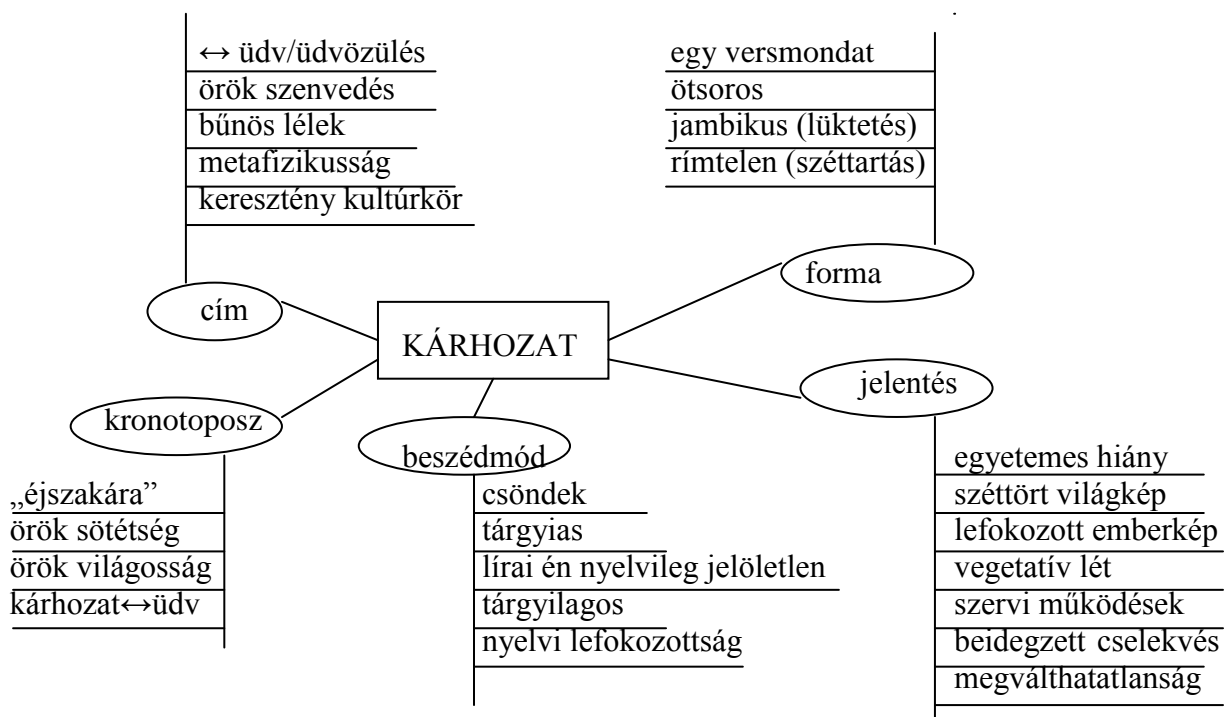 ↔ üdv/üdvözülés
örök szenvedés
bűnös lélek
metafizikusság
keresztény kultúrkör
cím
egy versmondat
ötsoros
jambikus (lüktetés)
rímtelen (széttartás)
forma
KÁRHOZAT
kronotoposz
„éjszakára”
örök sötétség
örök világosság
kárhozat↔üdv
beszédmód
csöndek
tárgyias
lírai én nyelvileg jelöletlen
tárgyilagos
nyelvi lefokozottság
jelentés
egyetemes hiány
széttört világkép
lefokozott emberkép
vegetatív lét
szervi működések
beidegzett cselekvés
megválthatatlanság